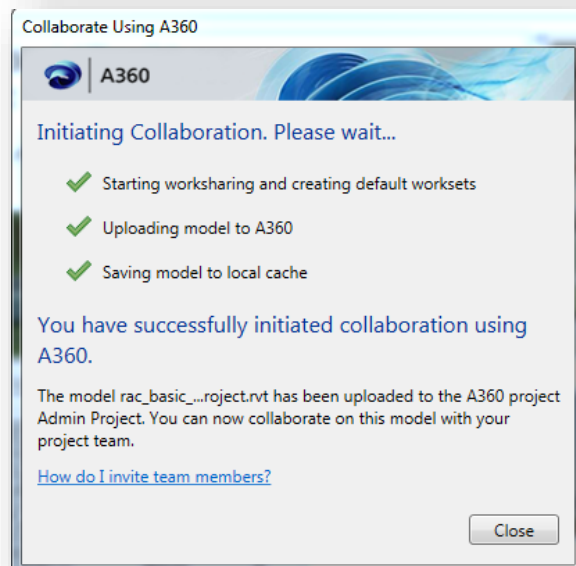 Collaborate Using A360
A360
Initiating Collaboration. Please wait...
Starting worksharing and creating default worksets
Uploading model to A360
Saving model to local cache
You have successfully initiated collaboration using
A360.
The model rac_basic_...roject.rvt has been uploaded to the A360 project
Admin Project. You can now collaborate on this model with your
project team.
How do I invite team members?
Close